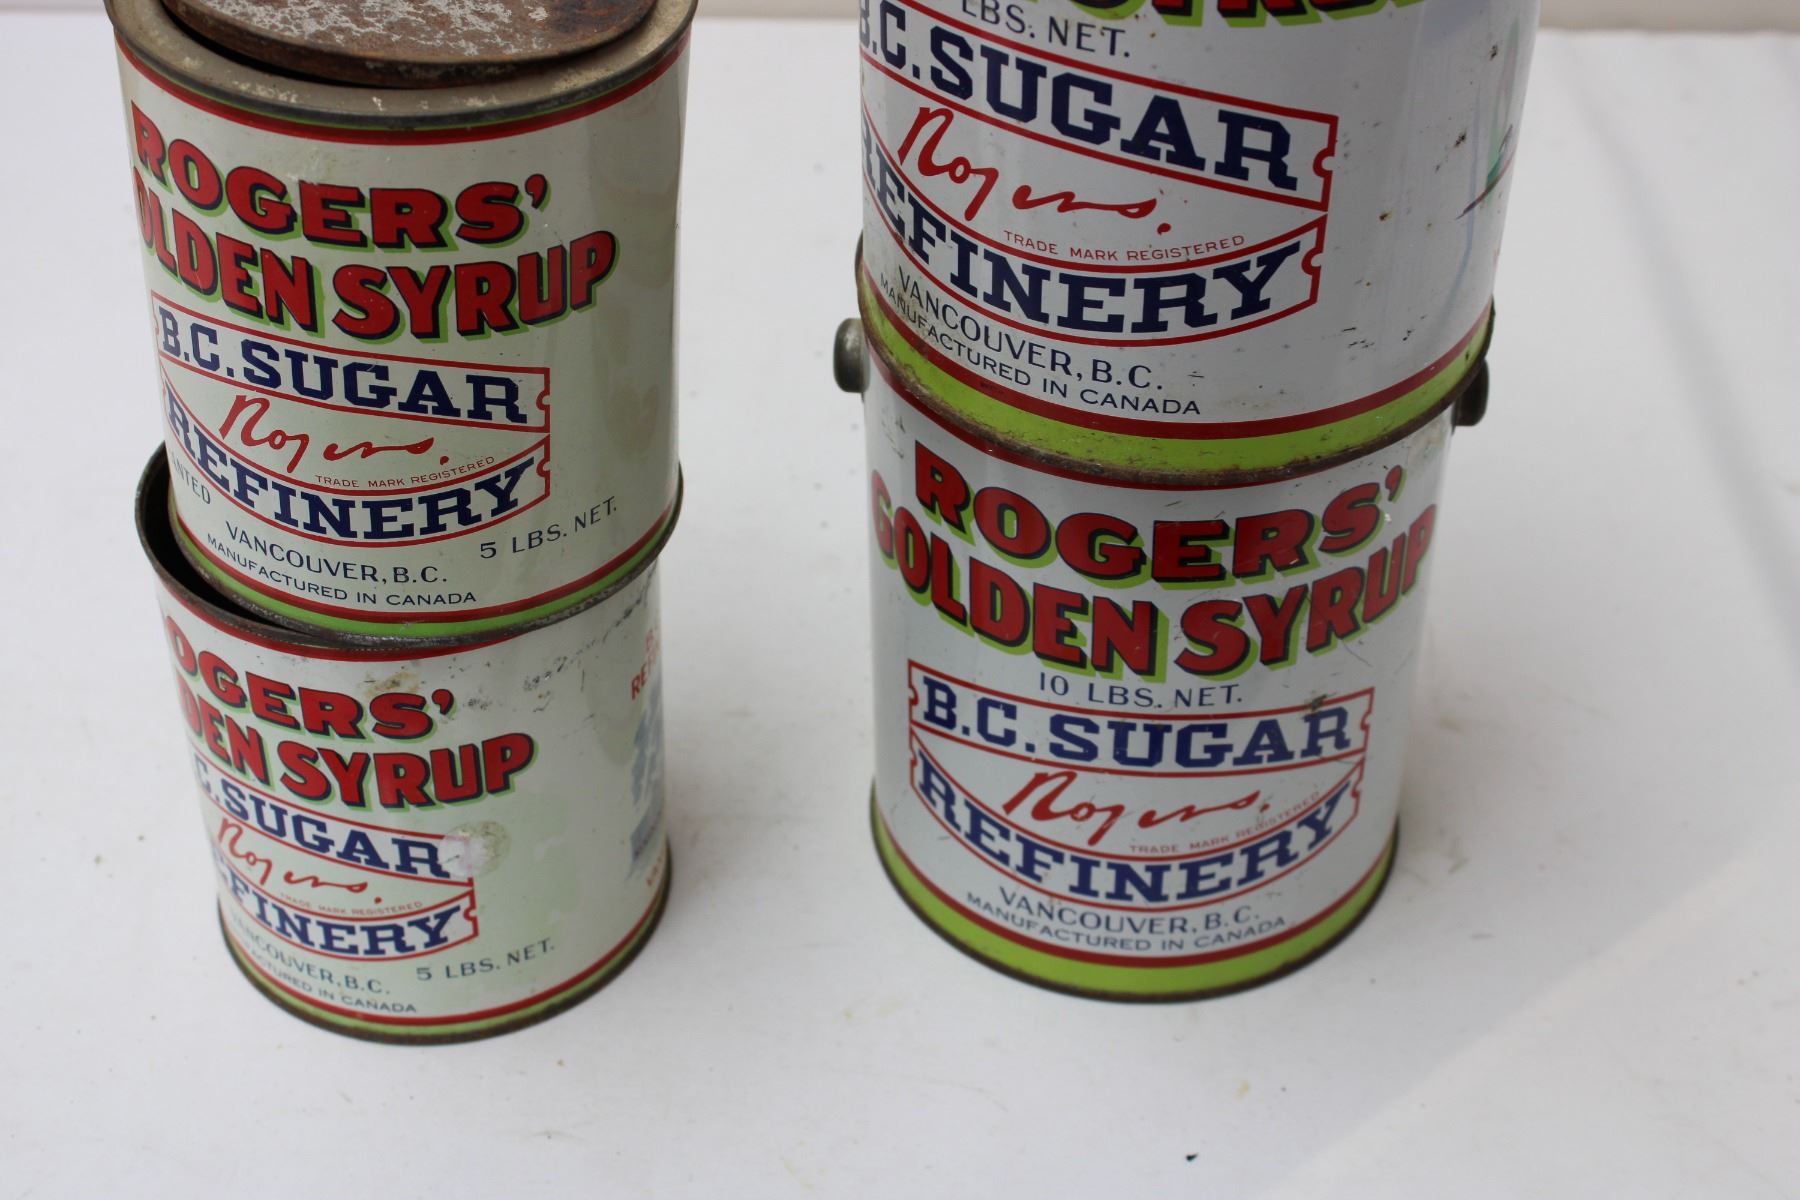 ROGERS'
GOLDEN SYRUP
B.C. SUGAR
Rogers.
TRADE MARK REGISTERED
REFINERY
VANCOUVER, B.C.
5 LBS. NET.
MANUFACTURED IN CANADA
ROGERS'
GOLDEN SYRUP
B.C. SUGAR
Rogers.
TRADE MARK REGISTERED
REFINERY
VANCOUVER, B.C.
5 LBS. NET.
MANUFACTURED IN CANADA
LBS. NET.
B.C. SUGAR
Rogers.
TRADE MARK REGISTERED
REFINERY
VANCOUVER, B.C.
MANUFACTURED IN CANADA
ROGERS'
GOLDEN SYRUP
10 LBS. NET.
B.C. SUGAR
Rogers.
TRADE MARK REGISTERED
REFINERY
VANCOUVER, B.C.
MANUFACTURED IN CANADA